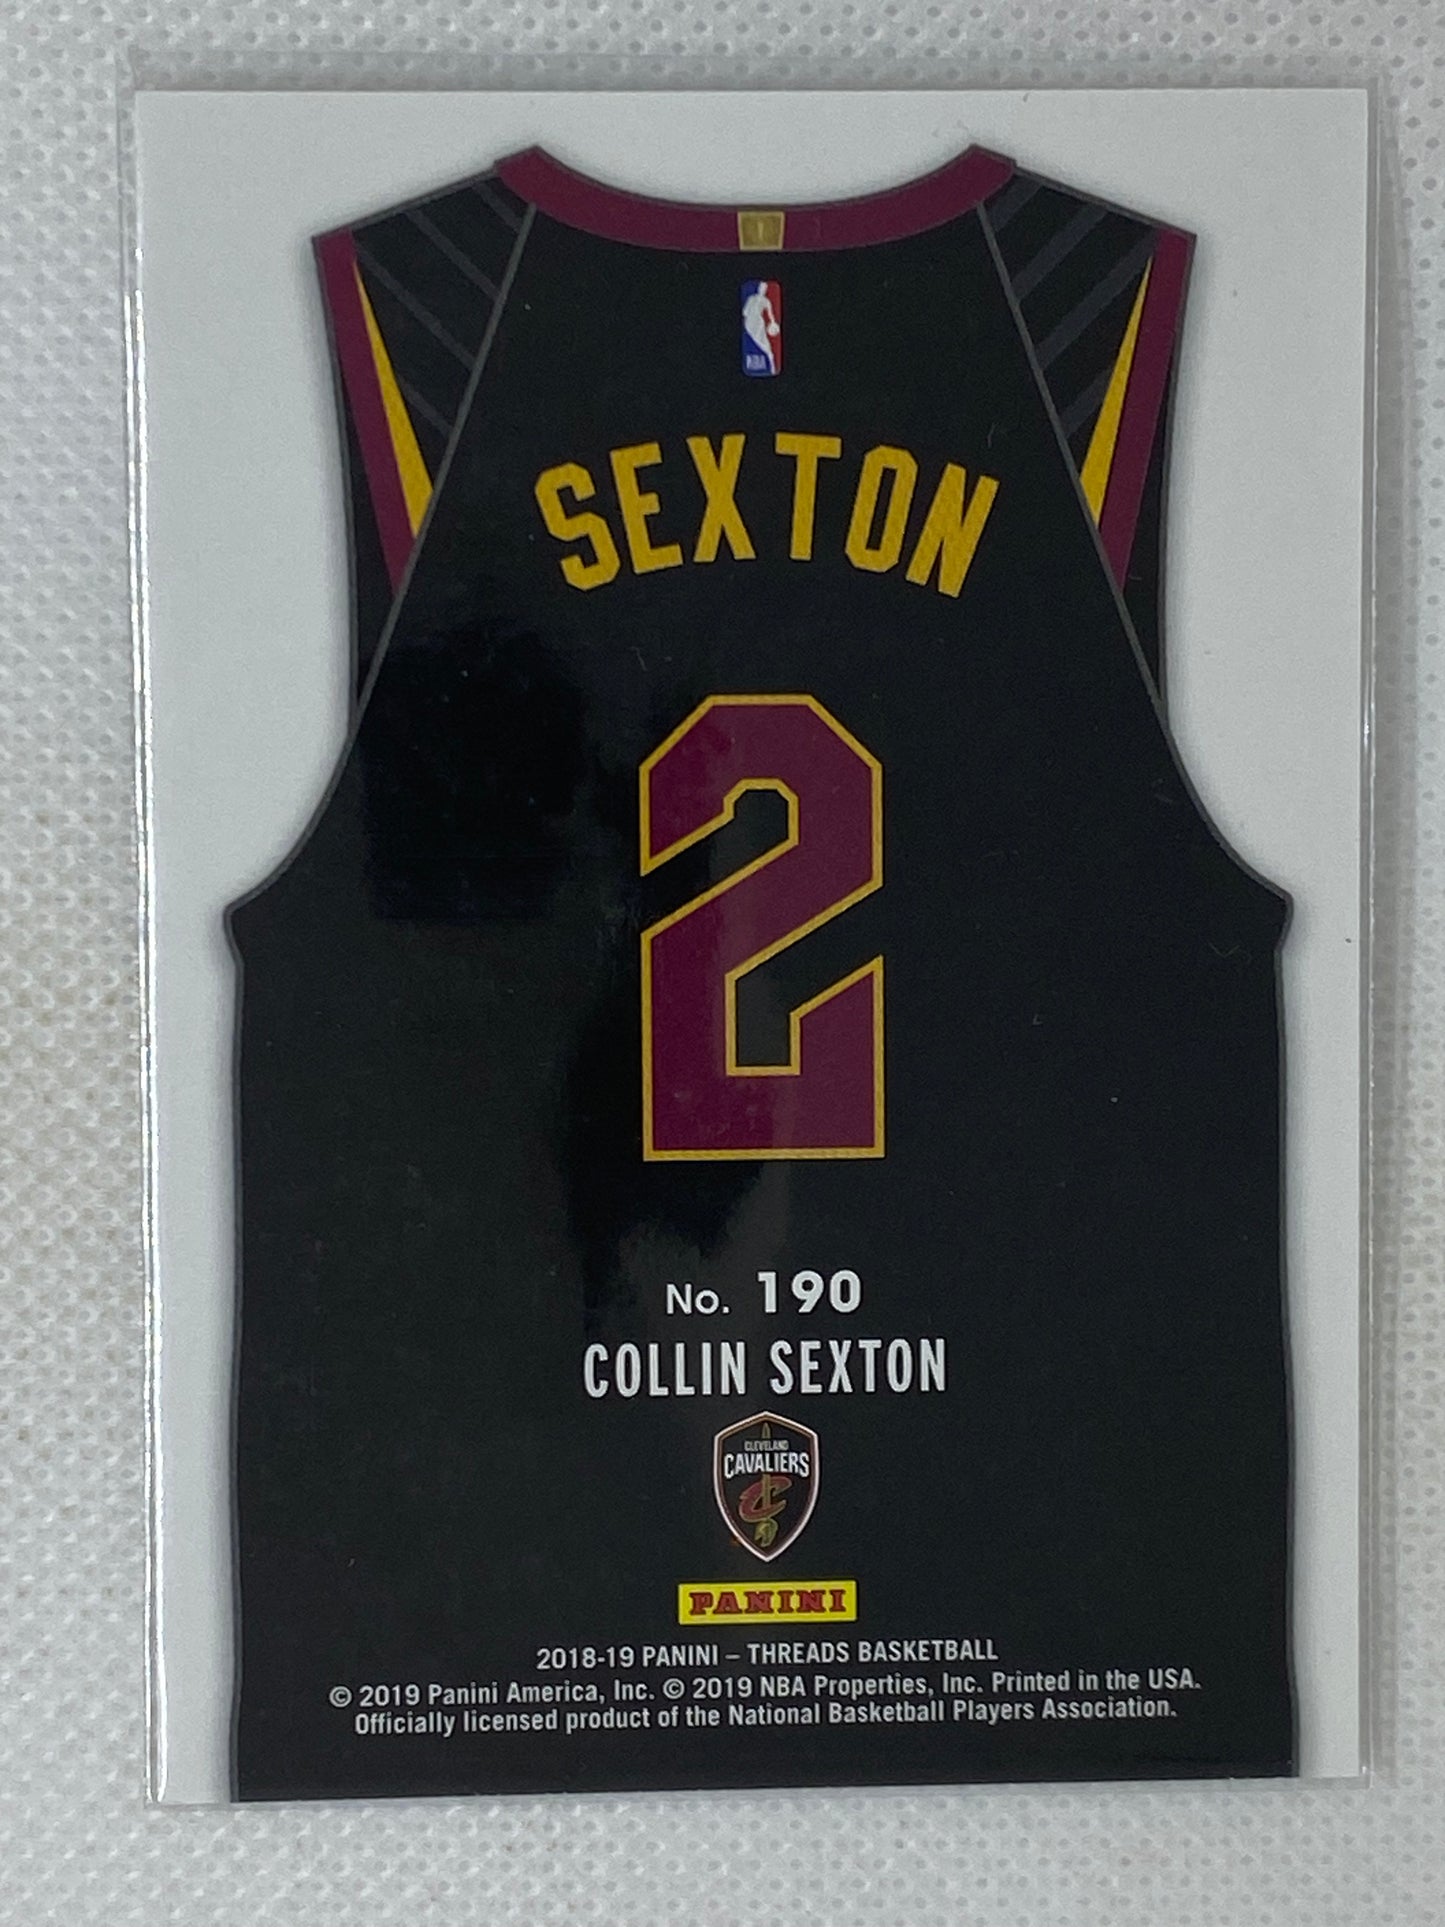 NBA
SEXTON
2
No. 190
COLLIN SEXTON
CLEVELAND
CAVALIERS
C
PANINI
2018-19 PANINI – THREADS BASKETBALL
© 2019 Panini America, Inc. © 2019 NBA Properties, Inc. Printed in the USA.
Officially licensed product of the National Basketball Players Association.